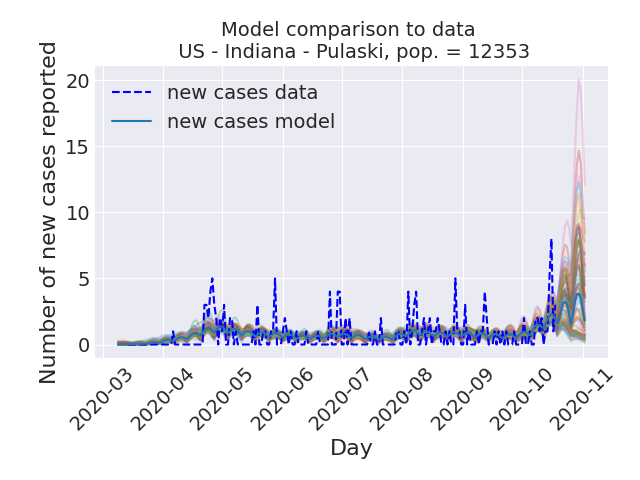 Model comparison to data
US - Indiana - Pulaski, pop. = 12353
new cases data
new cases model
Number of new cases reported
20
15
10
5
0
2020-03
2020-04
2020-05
2020-06
2020-07
2020-08
2020-09
2020-10
2020-11
Day